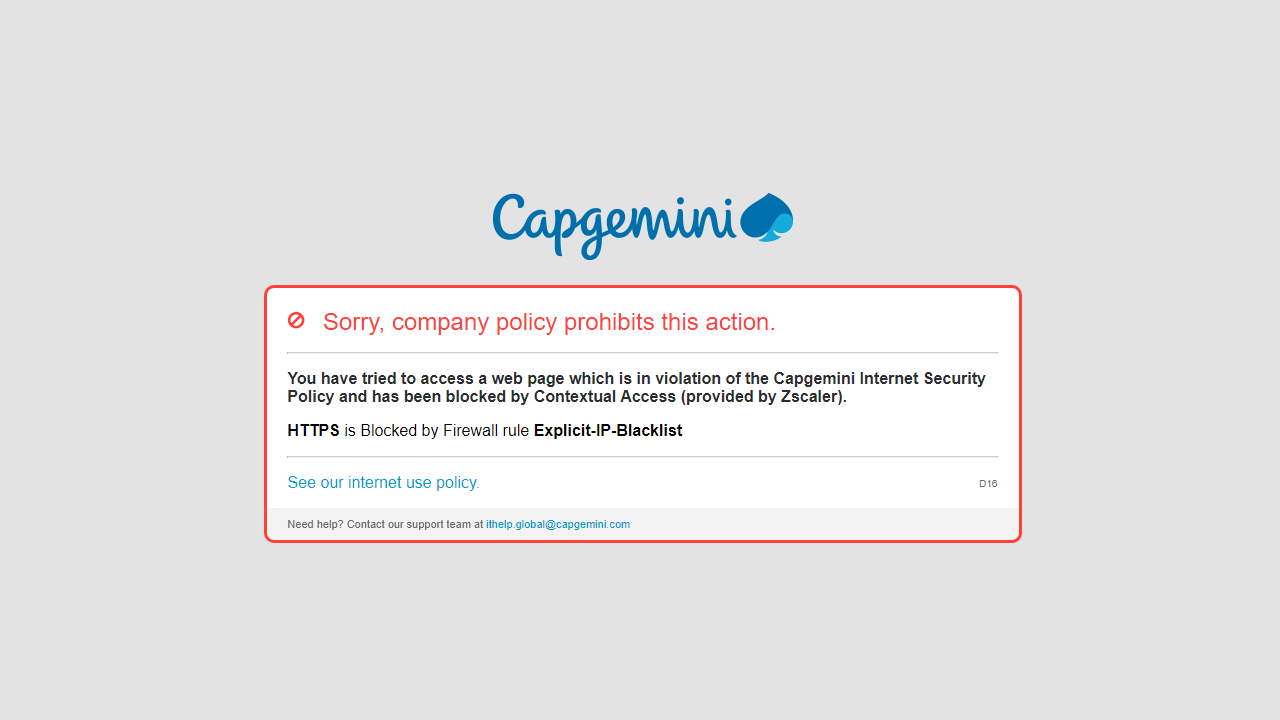 Capgemini
Sorry, company policy prohibits this action.
You have tried to access a web page which is in violation of the Capgemini Internet Security
Policy and has been blocked by Contextual Access (provided by Zscaler).
HTTPS is Blocked by Firewall rule Explicit-IP-Blacklist
See our internet use policy. D16
Need help? Contact our support team at ithelp.global@capgemini.com